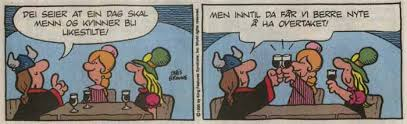 DEI SEIER AT EIN DAG SKAL
MENN OG KVINNER BLI
LIKESTILTE!
MEN INNTIL DA FÅR VI BERRE NYTE
Å HA OVERTAKET!